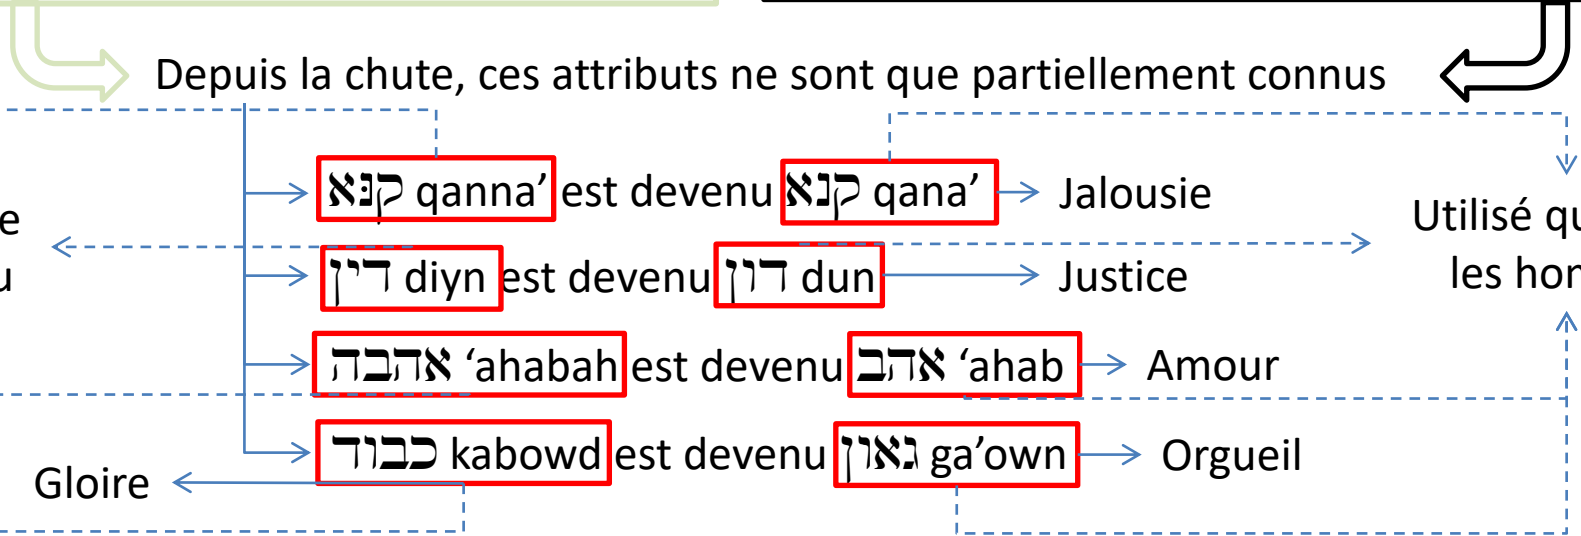 Depuis la chute, ces attributs ne sont que partiellement connus
קנּא qanna’ est devenu קנא qana’ Jalousie
e
Utilisé qu
u
דין diyn est devenu דון dun Justice
les hon
אהבה ‘ahabah est devenu אהב ‘ahab Amour
כבוד kabowd est devenu גאון ga’own Orgueil
Gloire